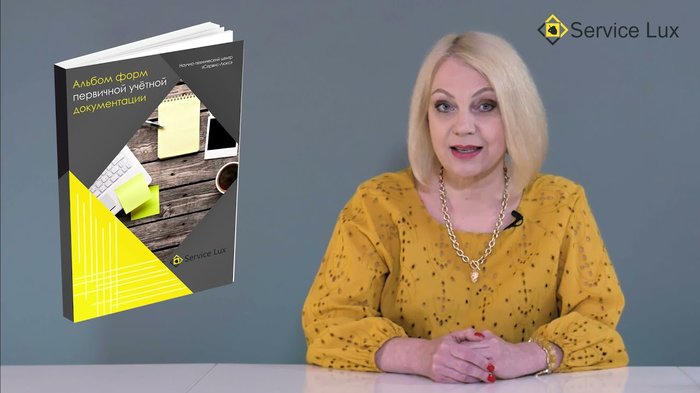 Service Lux
Научно-технический центр
«Сервис-Люкс»
Альбом форм
первичной учётной
документации
Service Lux